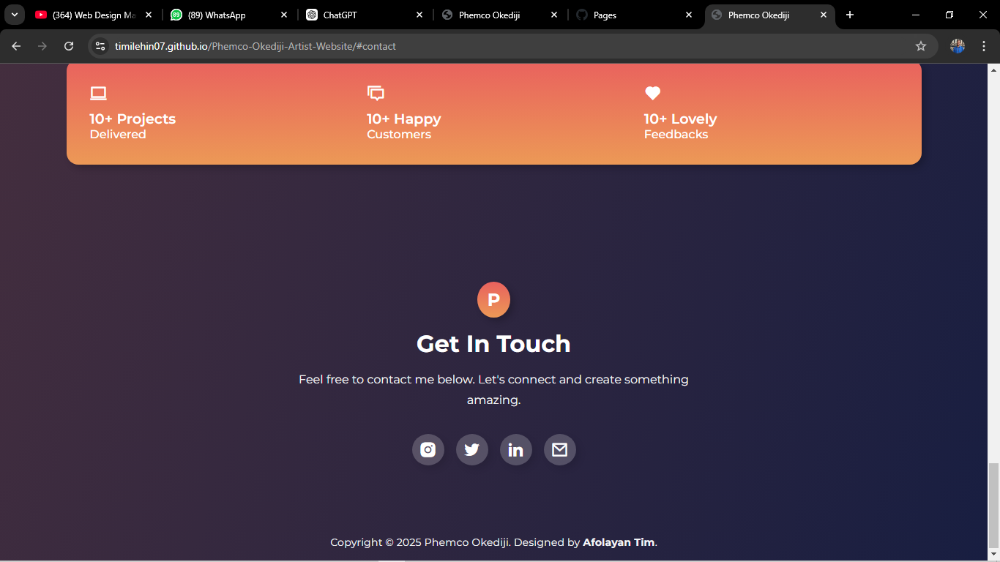 (364) Web Design Ma
(89) WhatsApp
ChatGPT
Phemco Okediji
Pages
Phemco Okediji
timilehin07.github.io/Phemco-Okediji-Artist-Website/#contact
10+ Projects
Delivered
10+ Happy
Customers
10+ Lovely
Feedbacks
P
Get In Touch
Feel free to contact me below. Let's connect and create something
amazing.
in
Copyright © 2025 Phemco Okediji. Designed by Afolayan Tim.